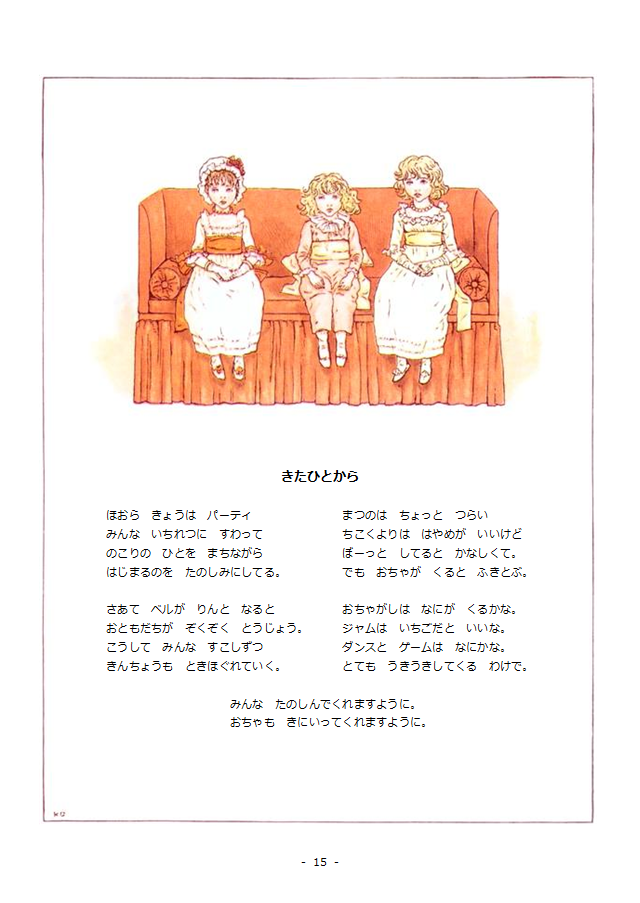 きたひとから
ほおら　きょうは　パーティ
みんな　いちれつに　すわって
のこりの　ひとを　まちながら
はじまるのを　たのしみにしてる。
さあて　ベルが　りんと　なると
おともだちが　ぞくぞく　とうじょう。
こうして　みんな　すこしずつ
きんちょうも　ときほぐれていく。
まつのは　ちょっと　つらい
ちこくよりは　はやめが　いいけど
ぼーっと　してると　かなしくて。
でも　おちゃが　くると　ふきとぶ。
おちゃがしは　なにが　くるかな。
ジャムは　いちごだと　いいな。
ダンスと　ゲームは　なにかな。
とても　うきうきしてくる　わけで。
みんな　たのしんでくれますように。
おちゃも　きにいってくれますように。
- 15 -